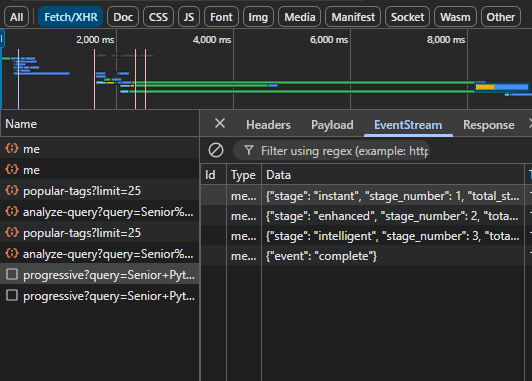 All Fetch/XHR Doc CSS JS Font Img Media Manifest Socket Wasm Other
2,000 ms 4,000 ms 6,000 ms 8,000 ms
Name
me
me
popular-tags?limit=25
analyze-query?query=Senior%...
popular-tags?limit=25
analyze-query?query=Senior%...
progressive?query=Senior+Pyt...
progressive?query=Senior+Pyt...
Headers Payload EventStream Response
Filter using regex (example: http
Id Type Data T
me... {"stage": "instant", "stage_number": 1, "total_st...
me... {"stage": "enhanced", "stage_number": 2, "tota...
me... {"stage": "intelligent", "stage_number": 3, "tota...
me... {"event": "complete"}